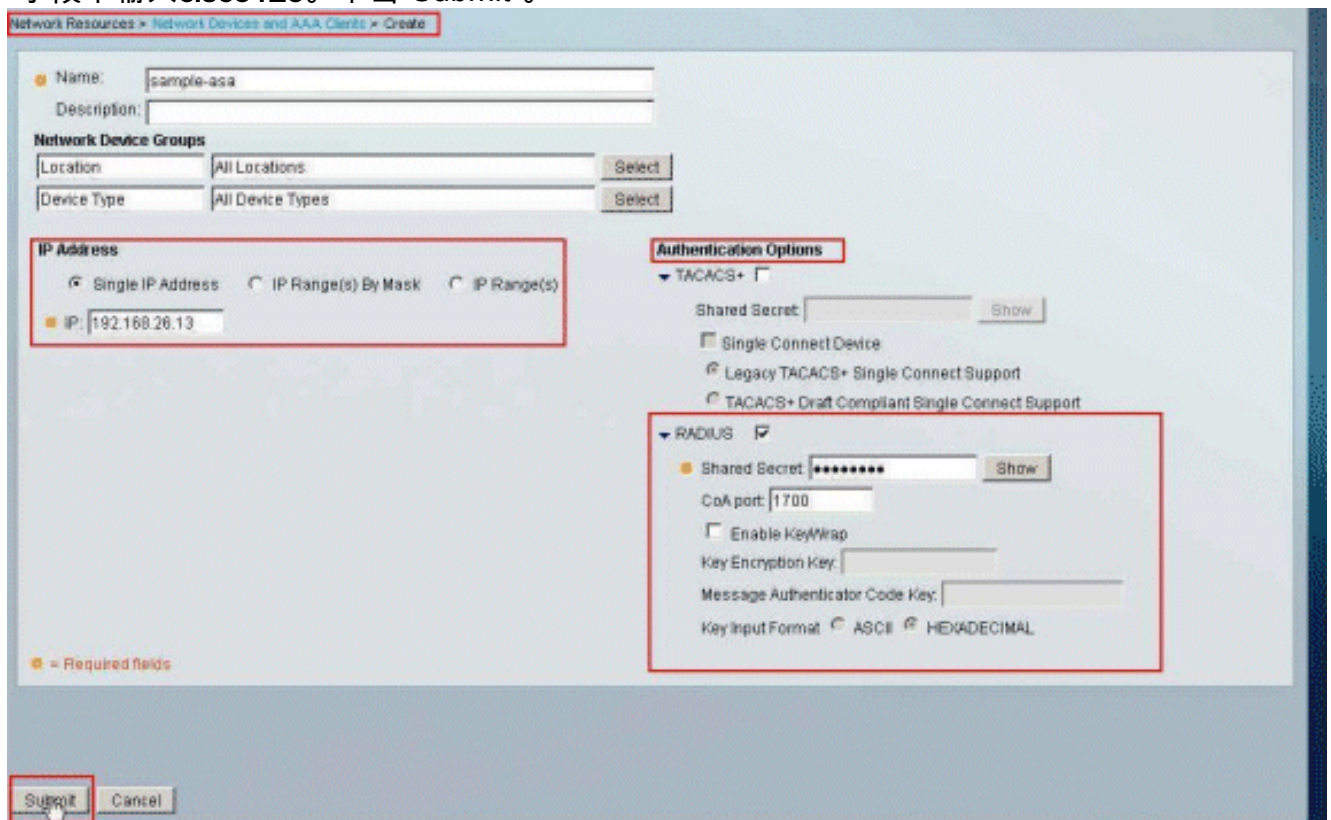 Network Resources > Network Devices and AAA Clients > Create
Name: sample-asa
Description:
Network Device Groups
Location All Locations Select
Device Type All Device Types Select
IP Address
Single IP Address IP Range(s) By Mask IP Range(s)
IP: 192.168.26.13
Authentication Options
TACACS+
Shared Secret: Show
Single Connect Device
Legacy TACACS+ Single Connect Support
TACACS+ Draft Compliant Single Connect Support
RADIUS
Shared Secret: •••••••• Show
CoA port: 1700
Enable KeyWrap
Key Encryption Key:
Message Authenticator Code Key:
Key Input Format ASCII HEXADECIMAL
= Required fields
Submit Cancel